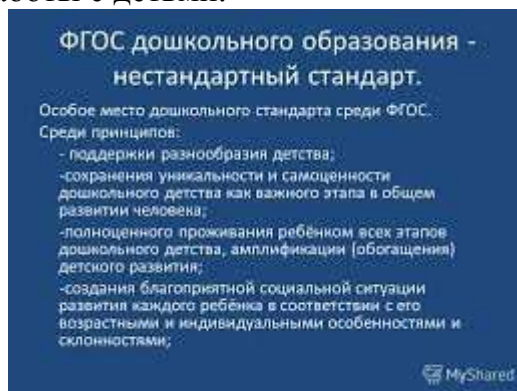 ФГОС дошкольного образования -
нестандартный стандарт.
Особое место дошкольного стандарта среди ФГОС.
Среди принципов:
- поддержки разнообразия детства;
-сохранения уникальности и самоценности
дошкольного детства как важного этапа в общем
развитии человека;
-полноценного проживания ребёнком всех этапов
дошкольного детства, амплификации (обогащения)
детского развития;
-создания благоприятной социальной ситуации
развития каждого ребёнка в соответствии с его
возрастными и индивидуальными особенностями и
склонностями;
MyShared